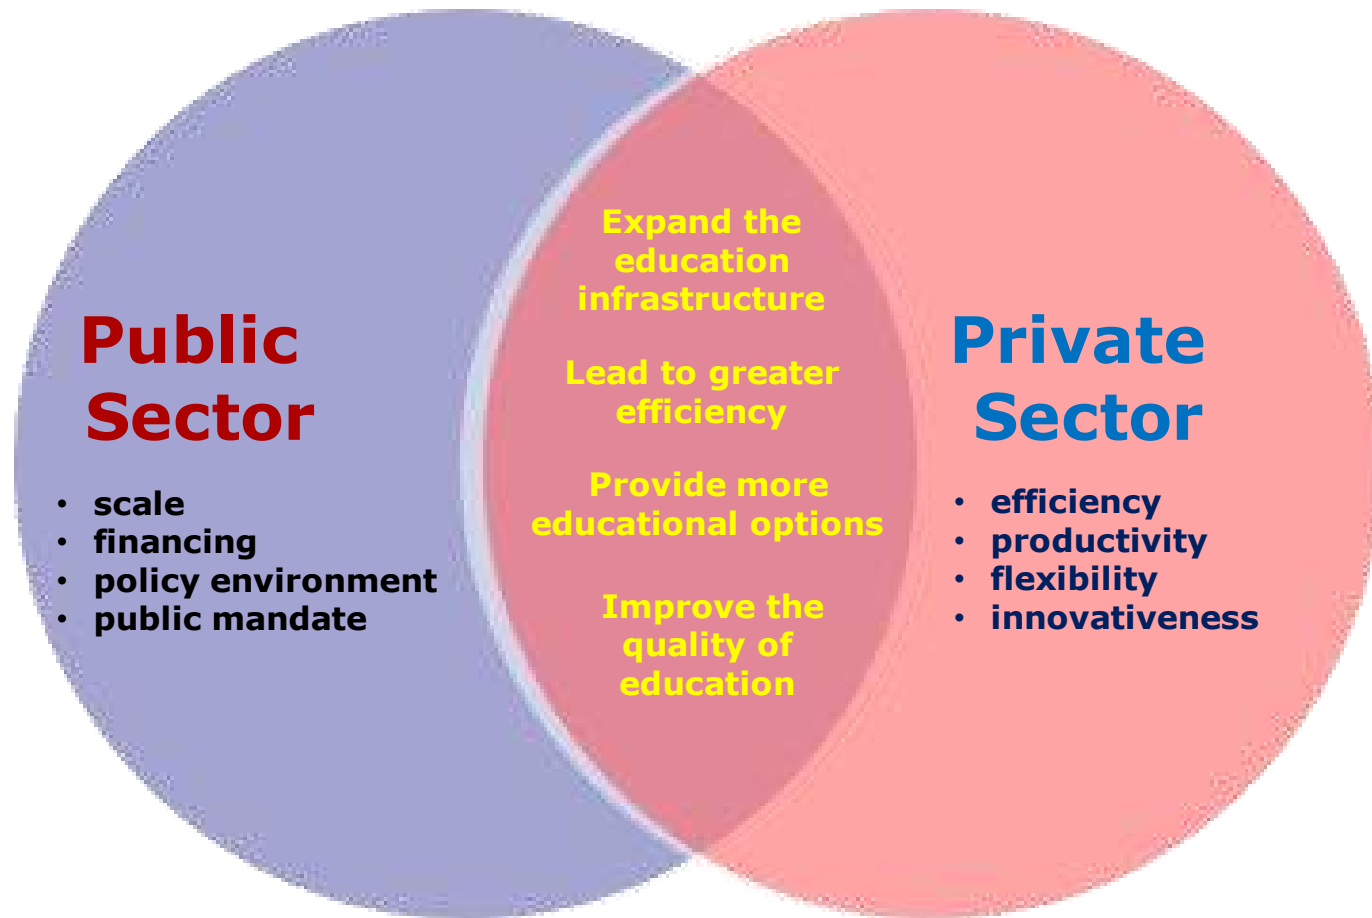 Public
Sector
• scale
• financing
• policy environment
• public mandate
Expand the
education
infrastructure
Lead to greater
efficiency
Provide more
educational options
Improve the
quality of
education
Private
Sector
• efficiency
• productivity
• flexibility
• innovativeness